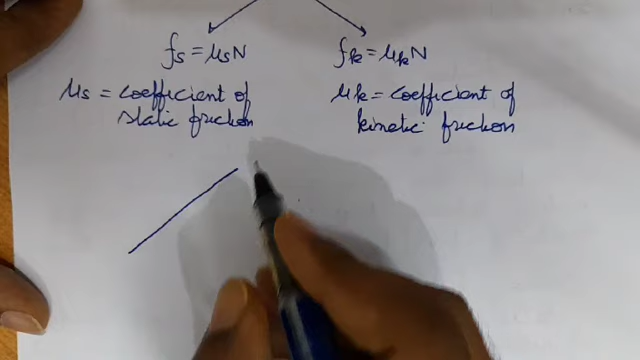 fs = μsN
fk = μkN
μs = coefficient of
static friction
μk = coefficient of
kinetic friction